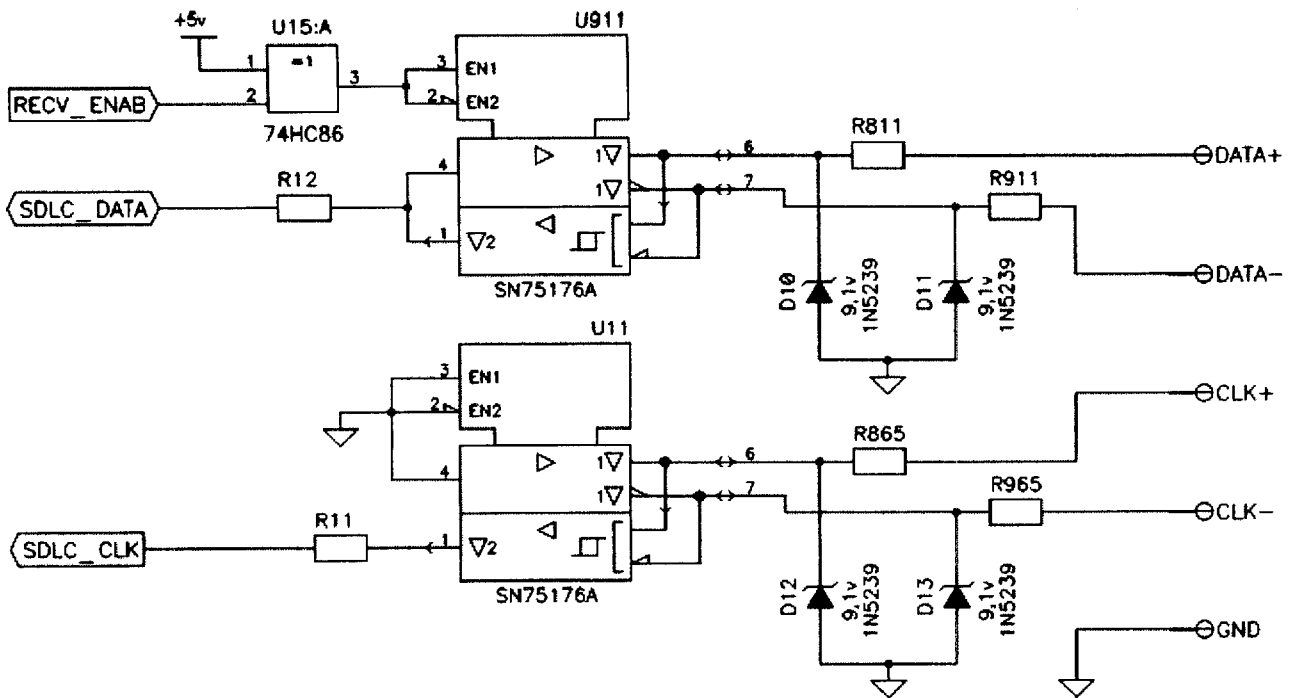 +5v
U15:A
U911
1
=1
3
3
EN1
RECV_ENAB
2
2
EN2
74HC86
R811
4
1
6
DATA+
R12
1
7
R911
SDLC_DATA
1
2
SN75176A
DATA-
D10
9.1v
1N5239
D11
9.1v
1N5239
U11
3
EN1
2
EN2
CLK+
R865
4
1
6
1
7
R965
R11
CLK-
SDLC_CLK
1
2
SN75176A
D12
9.1v
1N5239
D13
9.1v
1N5239
GND